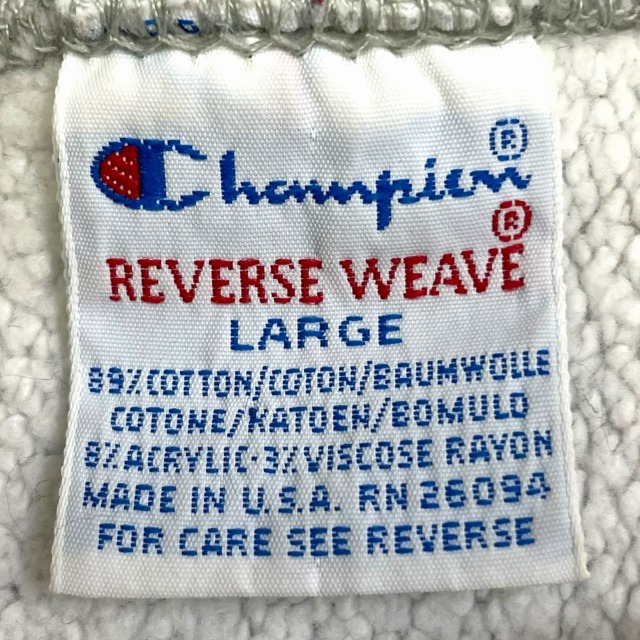 Champion®
REVERSE WEAVE®
LARGE
89% COTTON/COTON/BAUMWOLLE
COTONE/KATOEN/BOMULD
8% ACRYLIC·3% VISCOSE RAYON
MADE IN U.S.A. RN 26094
FOR CARE SEE REVERSE